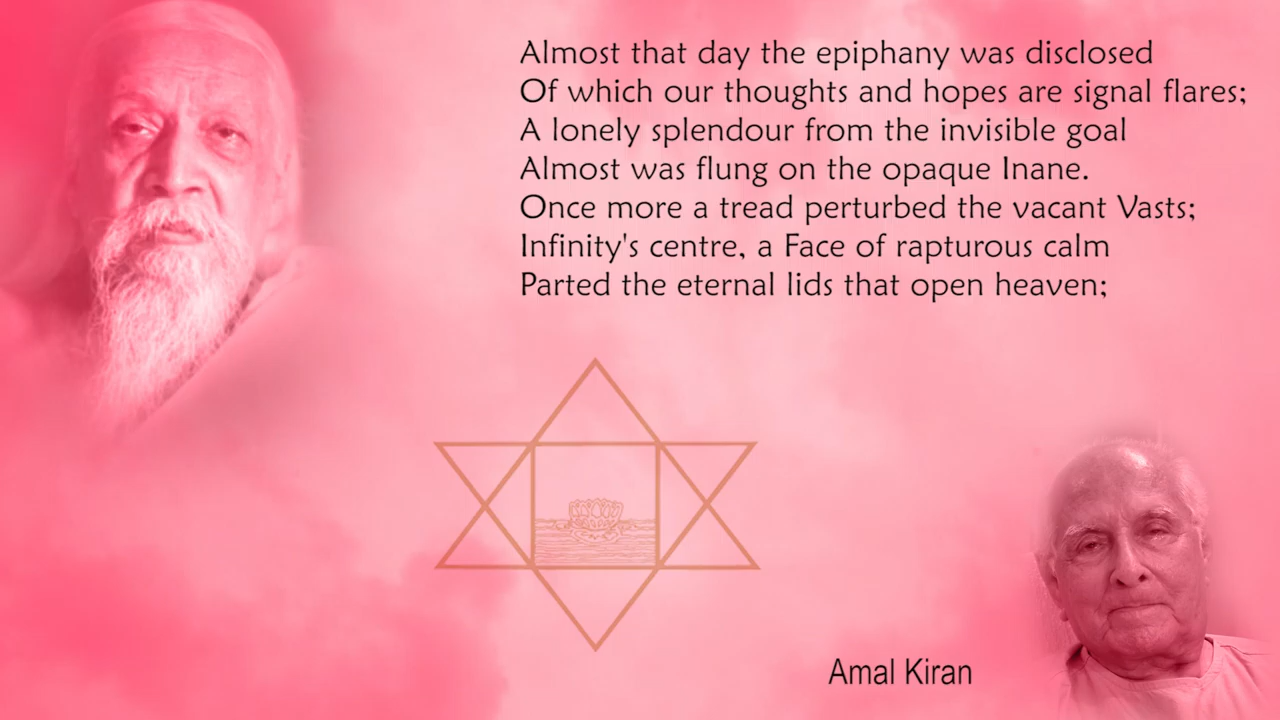 Almost that day the epiphany was disclosed
Of which our thoughts and hopes are signal flares;
A lonely splendour from the invisible goal
Almost was flung on the opaque Inane.
Once more a tread perturbed the vacant Vasts;
Infinity's centre, a Face of rapturous calm
Parted the eternal lids that open heaven;
Amal Kiran